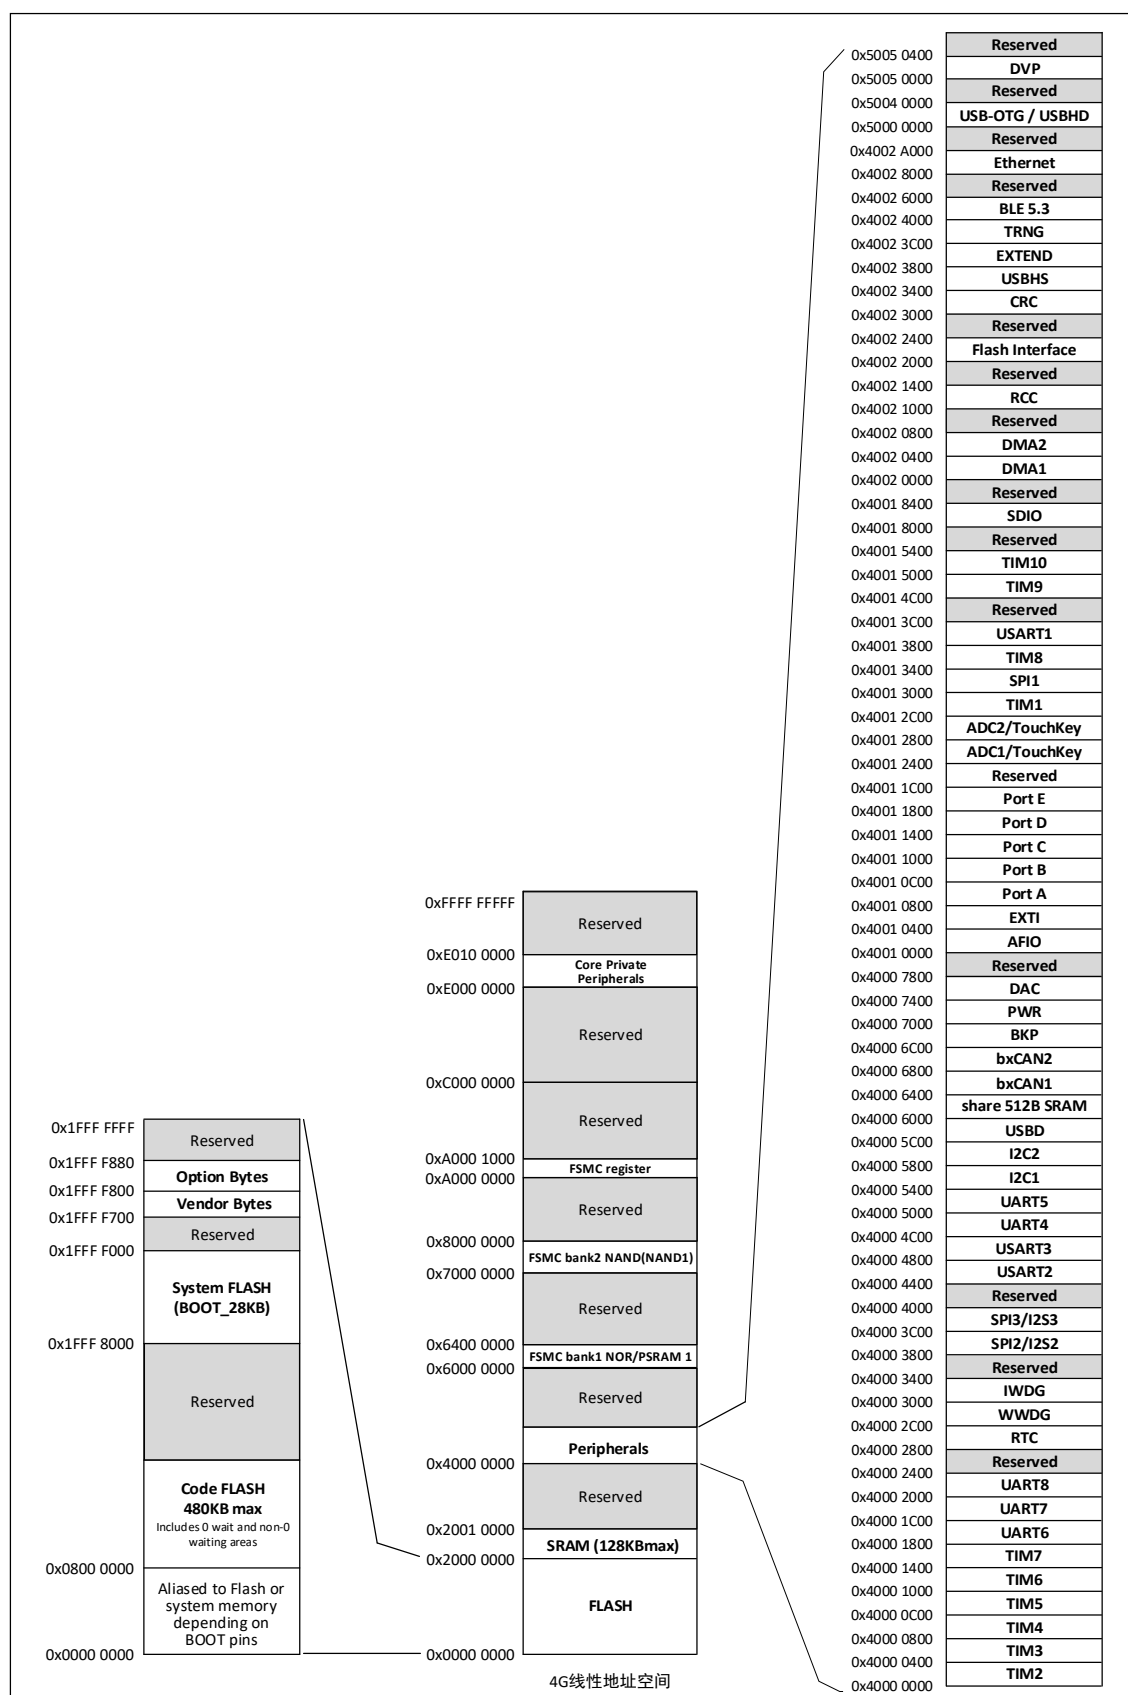 0x1FFF FFFF
Reserved
0x1FFF F880
Option Bytes
0x1FFF F800
Vendor Bytes
0x1FFF F700
Reserved
0x1FFF F000
System FLASH
(BOOT_28KB)
0x1FFF 8000
Reserved
Code FLASH
480KB max
Includes 0 wait and non-0
waiting areas
0x0800 0000
Aliased to Flash or
system memory
depending on
BOOT pins
0x0000 0000
0xFFFF FFFFF
Reserved
0xE010 0000
Core Private
Peripherals
0xE000 0000
Reserved
0xC000 0000
Reserved
0xA000 1000
FSMC register
0xA000 0000
Reserved
0x8000 0000
FSMC bank2 NAND(NAND1)
0x7000 0000
Reserved
0x6400 0000
FSMC bank1 NOR/PSRAM 1
0x6000 0000
Reserved
Peripherals
0x4000 0000
Reserved
0x2001 0000
SRAM (128KBmax)
0x2000 0000
FLASH
0x0000 0000
4G线性地址空间
Reserved
0x5005 0400
DVP
0x5005 0000
Reserved
0x5004 0000
USB-OTG / USBHD
0x5000 0000
Reserved
0x4002 A000
Ethernet
0x4002 8000
Reserved
0x4002 6000
BLE 5.3
0x4002 4000
TRNG
0x4002 3C00
EXTEND
0x4002 3800
USBHS
0x4002 3400
CRC
0x4002 3000
Reserved
0x4002 2400
Flash Interface
0x4002 2000
Reserved
0x4002 1400
RCC
0x4002 1000
Reserved
0x4002 0800
DMA2
0x4002 0400
DMA1
0x4002 0000
Reserved
0x4001 8400
SDIO
0x4001 8000
Reserved
0x4001 5400
TIM10
0x4001 5000
TIM9
0x4001 4C00
Reserved
0x4001 3C00
USART1
0x4001 3800
TIM8
0x4001 3400
SPI1
0x4001 3000
TIM1
0x4001 2C00
ADC2/TouchKey
0x4001 2800
ADC1/TouchKey
0x4001 2400
Reserved
0x4001 1C00
Port E
0x4001 1800
Port D
0x4001 1400
Port C
0x4001 1000
Port B
0x4001 0C00
Port A
0x4001 0800
EXTI
0x4001 0400
AFIO
0x4001 0000
Reserved
0x4000 7800
DAC
0x4000 7400
PWR
0x4000 7000
BKP
0x4000 6C00
bxCAN2
0x4000 6800
bxCAN1
0x4000 6400
share 512B SRAM
0x4000 6000
USBD
0x4000 5C00
I2C2
0x4000 5800
I2C1
0x4000 5400
UART5
0x4000 5000
UART4
0x4000 4C00
USART3
0x4000 4800
USART2
0x4000 4400
Reserved
0x4000 4000
SPI3/I2S3
0x4000 3C00
SPI2/I2S2
0x4000 3800
Reserved
0x4000 3400
IWDG
0x4000 3000
WWDG
0x4000 2C00
RTC
0x4000 2800
Reserved
0x4000 2400
UART8
0x4000 2000
UART7
0x4000 1C00
UART6
0x4000 1800
TIM7
0x4000 1400
TIM6
0x4000 1000
TIM5
0x4000 0C00
TIM4
0x4000 0800
TIM3
0x4000 0400
TIM2
0x4000 0000